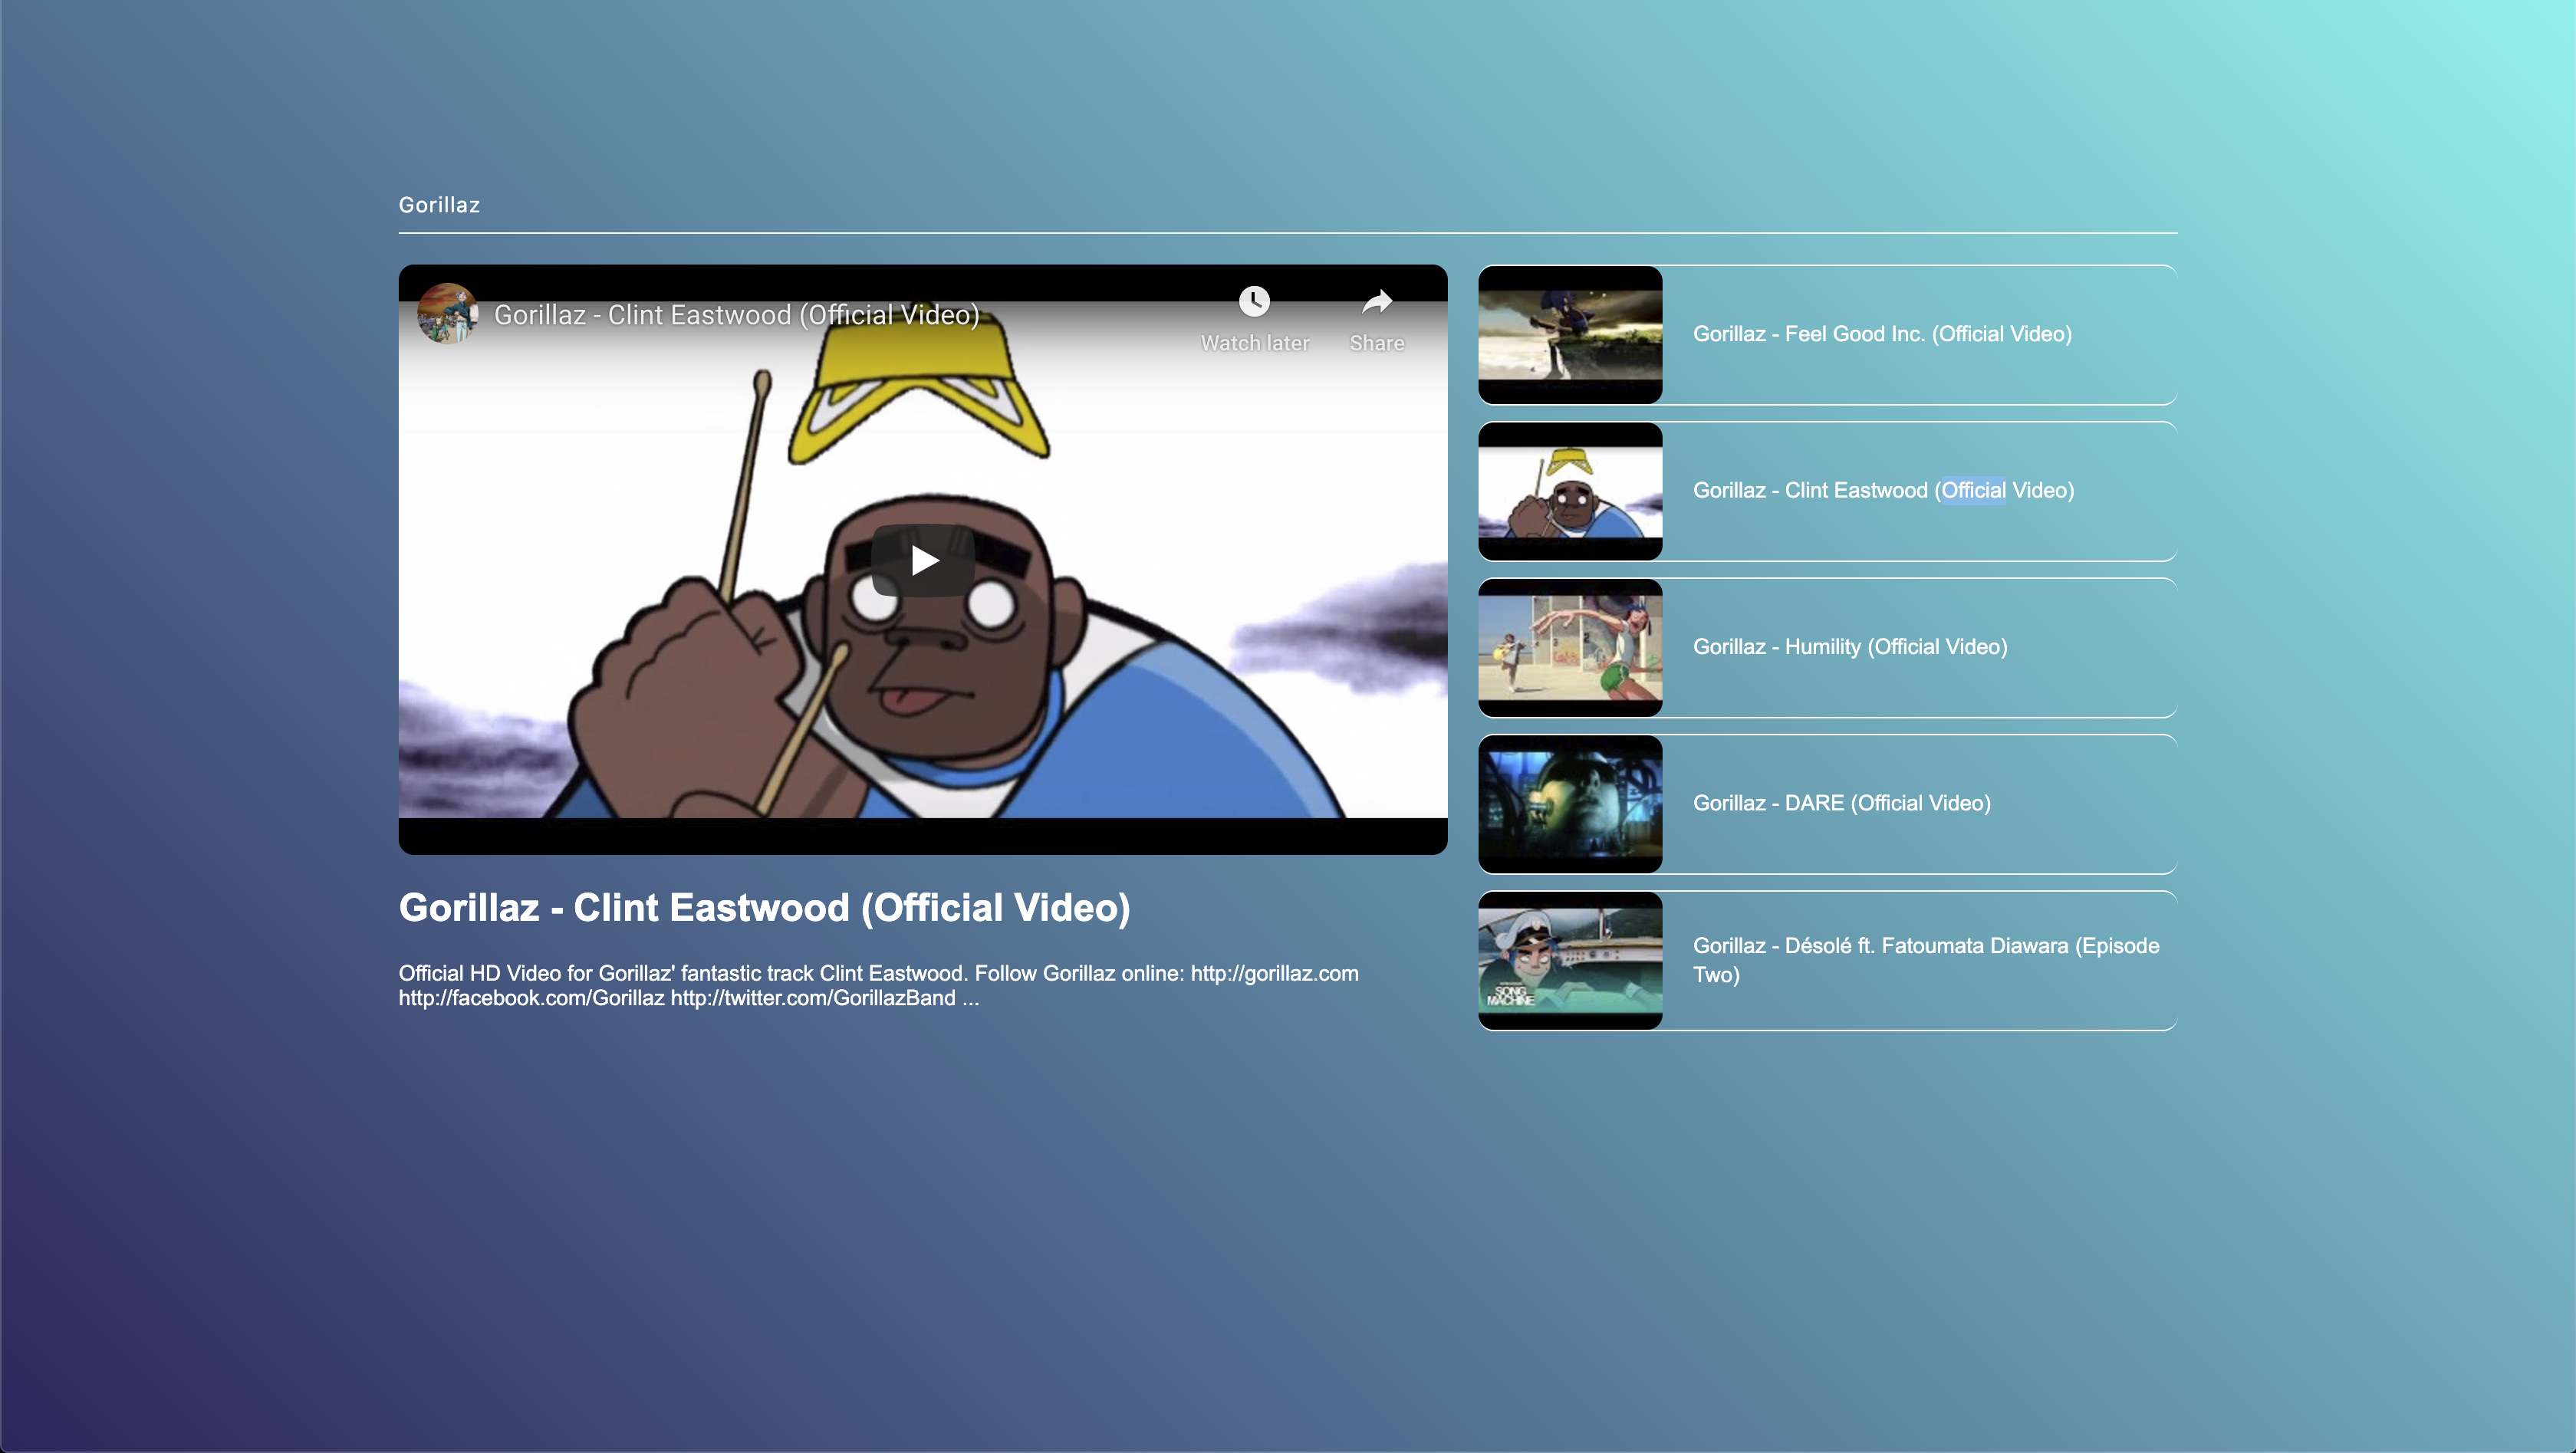 Gorillaz
Gorillaz - Clint Eastwood (Official Video)
Watch later
Share
Gorillaz - Clint Eastwood (Official Video)
Official HD Video for Gorillaz' fantastic track Clint Eastwood. Follow Gorillaz online: http://gorillaz.com
http://facebook.com/Gorillaz http://twitter.com/GorillazBand ...
Gorillaz - Feel Good Inc. (Official Video)
Gorillaz - Clint Eastwood (Official Video)
Gorillaz - Humility (Official Video)
Gorillaz - DARE (Official Video)
SONG
MACHINE
Gorillaz - Désolé ft. Fatoumata Diawara (Episode
Two)